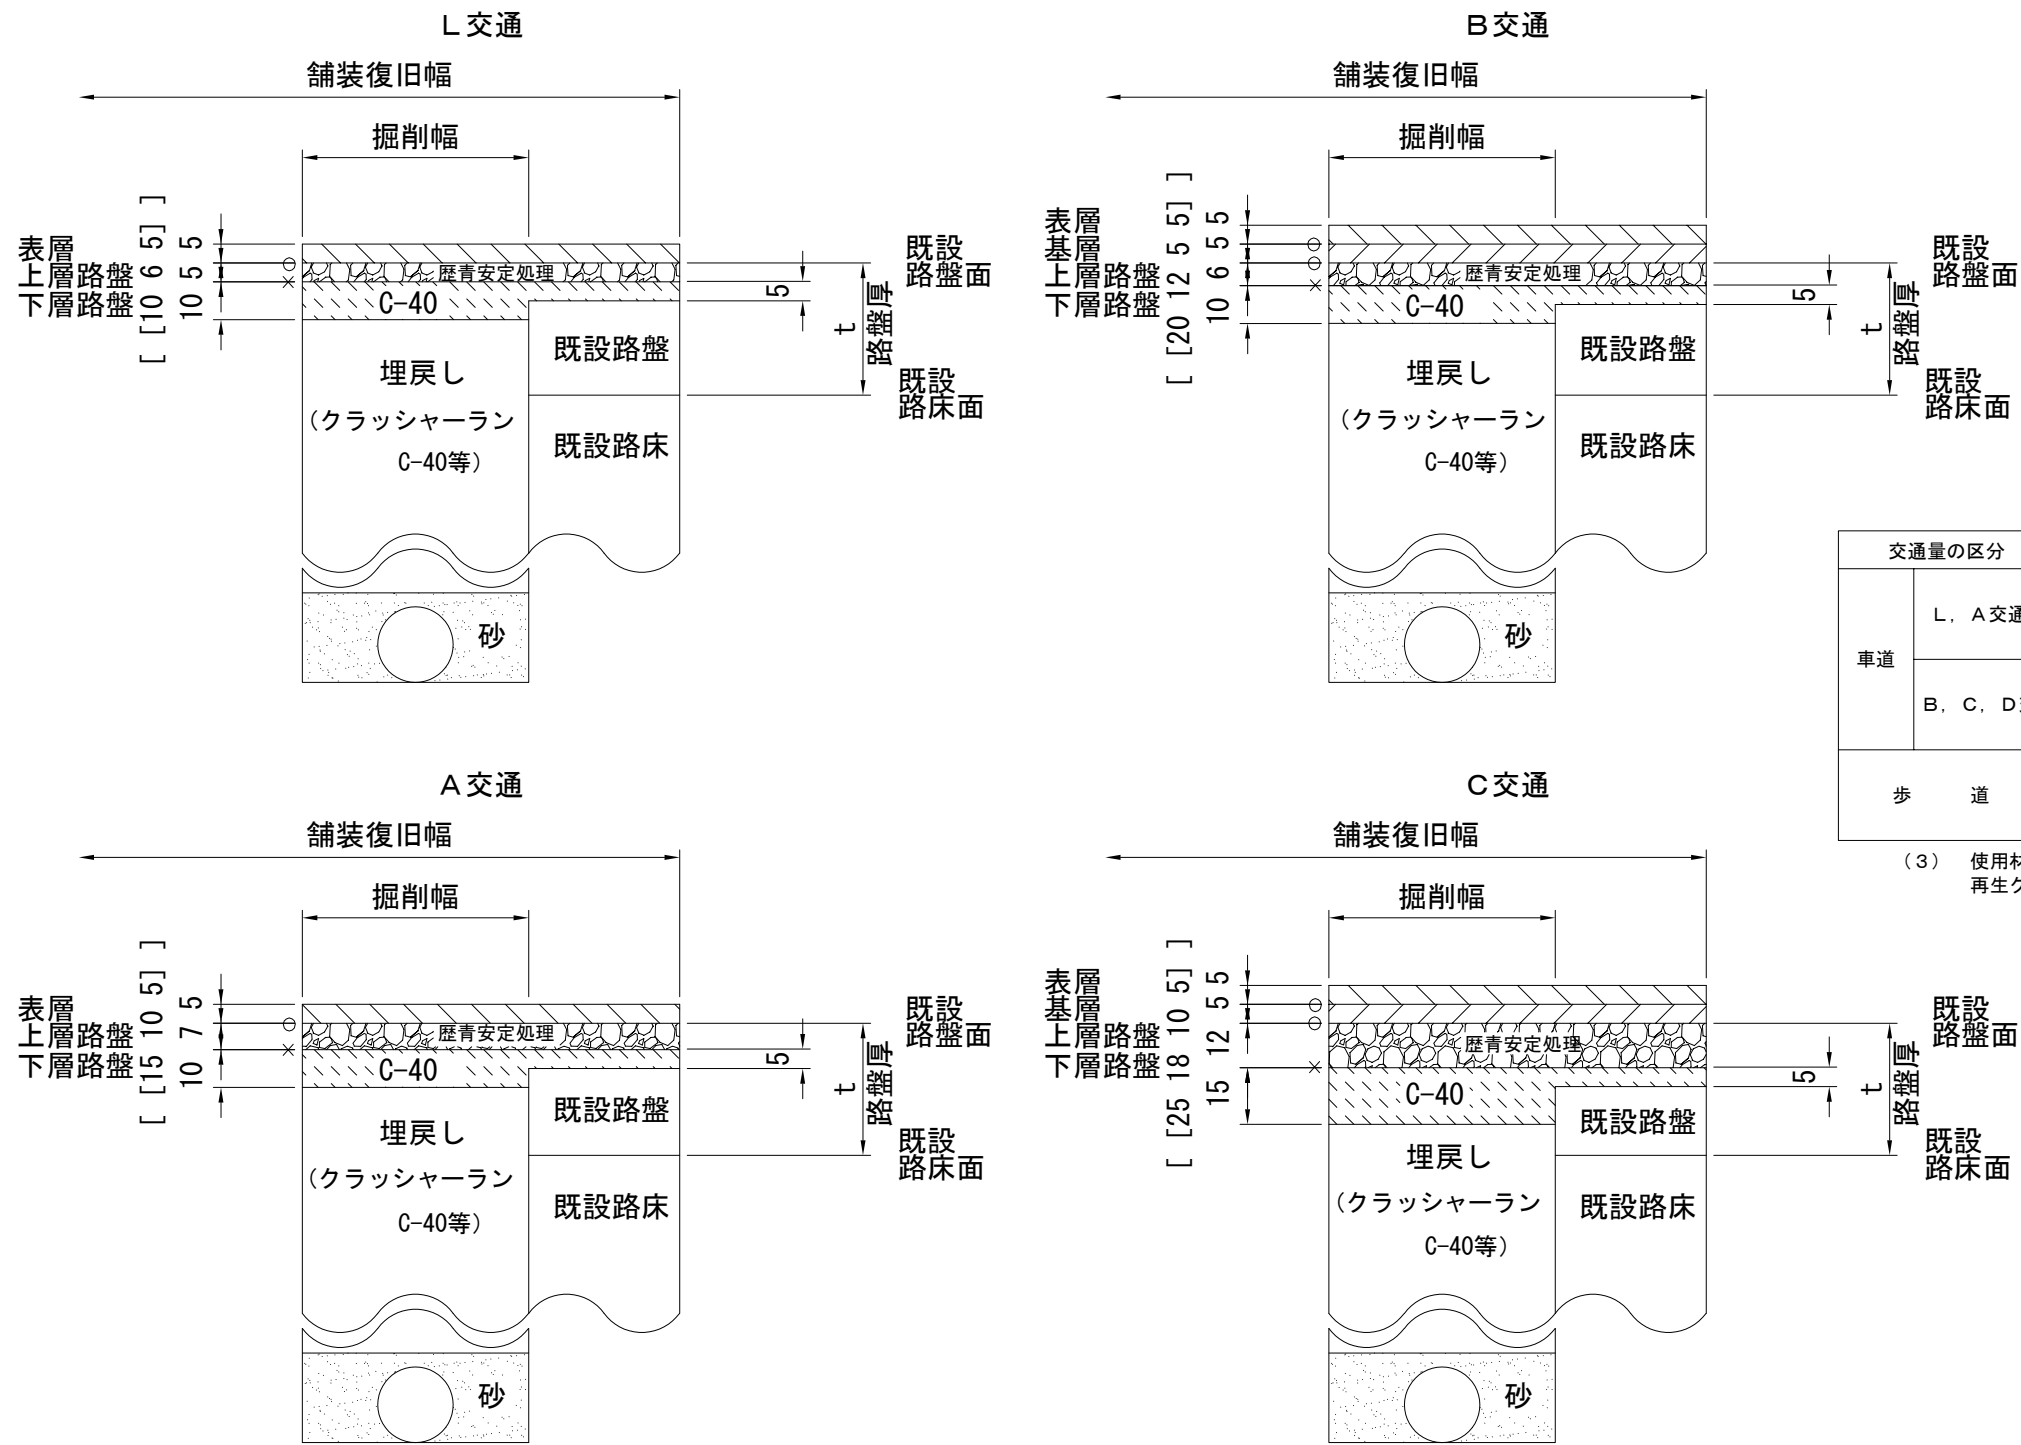 L交通
舗装復旧幅
掘削幅
表層
上層路盤
下層路盤
[ [10 6 5] ]
10 5 5
歴青安定処理
C-40
5
既設
路盤面
t
路盤厚
既設路盤
埋戻し
(クラッシャーラン
C-40等)
既設
路床面
既設路床
砂
B交通
舗装復旧幅
掘削幅
表層
基層
上層路盤
下層路盤
[ [20 12 5 5] ]
10 6 5 5
歴青安定処理
C-40
5
既設
路盤面
t
路盤厚
既設路盤
埋戻し
(クラッシャーラン
C-40等)
既設
路床面
既設路床
砂
交通量の区分
車道
L, A交通
B, C, D
歩 道
(3) 使用材
再生ク
A交通
舗装復旧幅
掘削幅
表層
上層路盤
下層路盤
[ [15 10 5] ]
10 7 5
歴青安定処理
C-40
5
既設
路盤面
t
路盤厚
既設路盤
埋戻し
(クラッシャーラン
C-40等)
既設
路床面
既設路床
砂
C交通
舗装復旧幅
掘削幅
表層
基層
上層路盤
下層路盤
[ [25 18 10 5] ]
15 12 5 5
歴青安定処理
C-40
5
既設
路盤面
t
路盤厚
既設路盤
埋戻し
(クラッシャーラン
C-40等)
既設
路床面
既設路床
砂